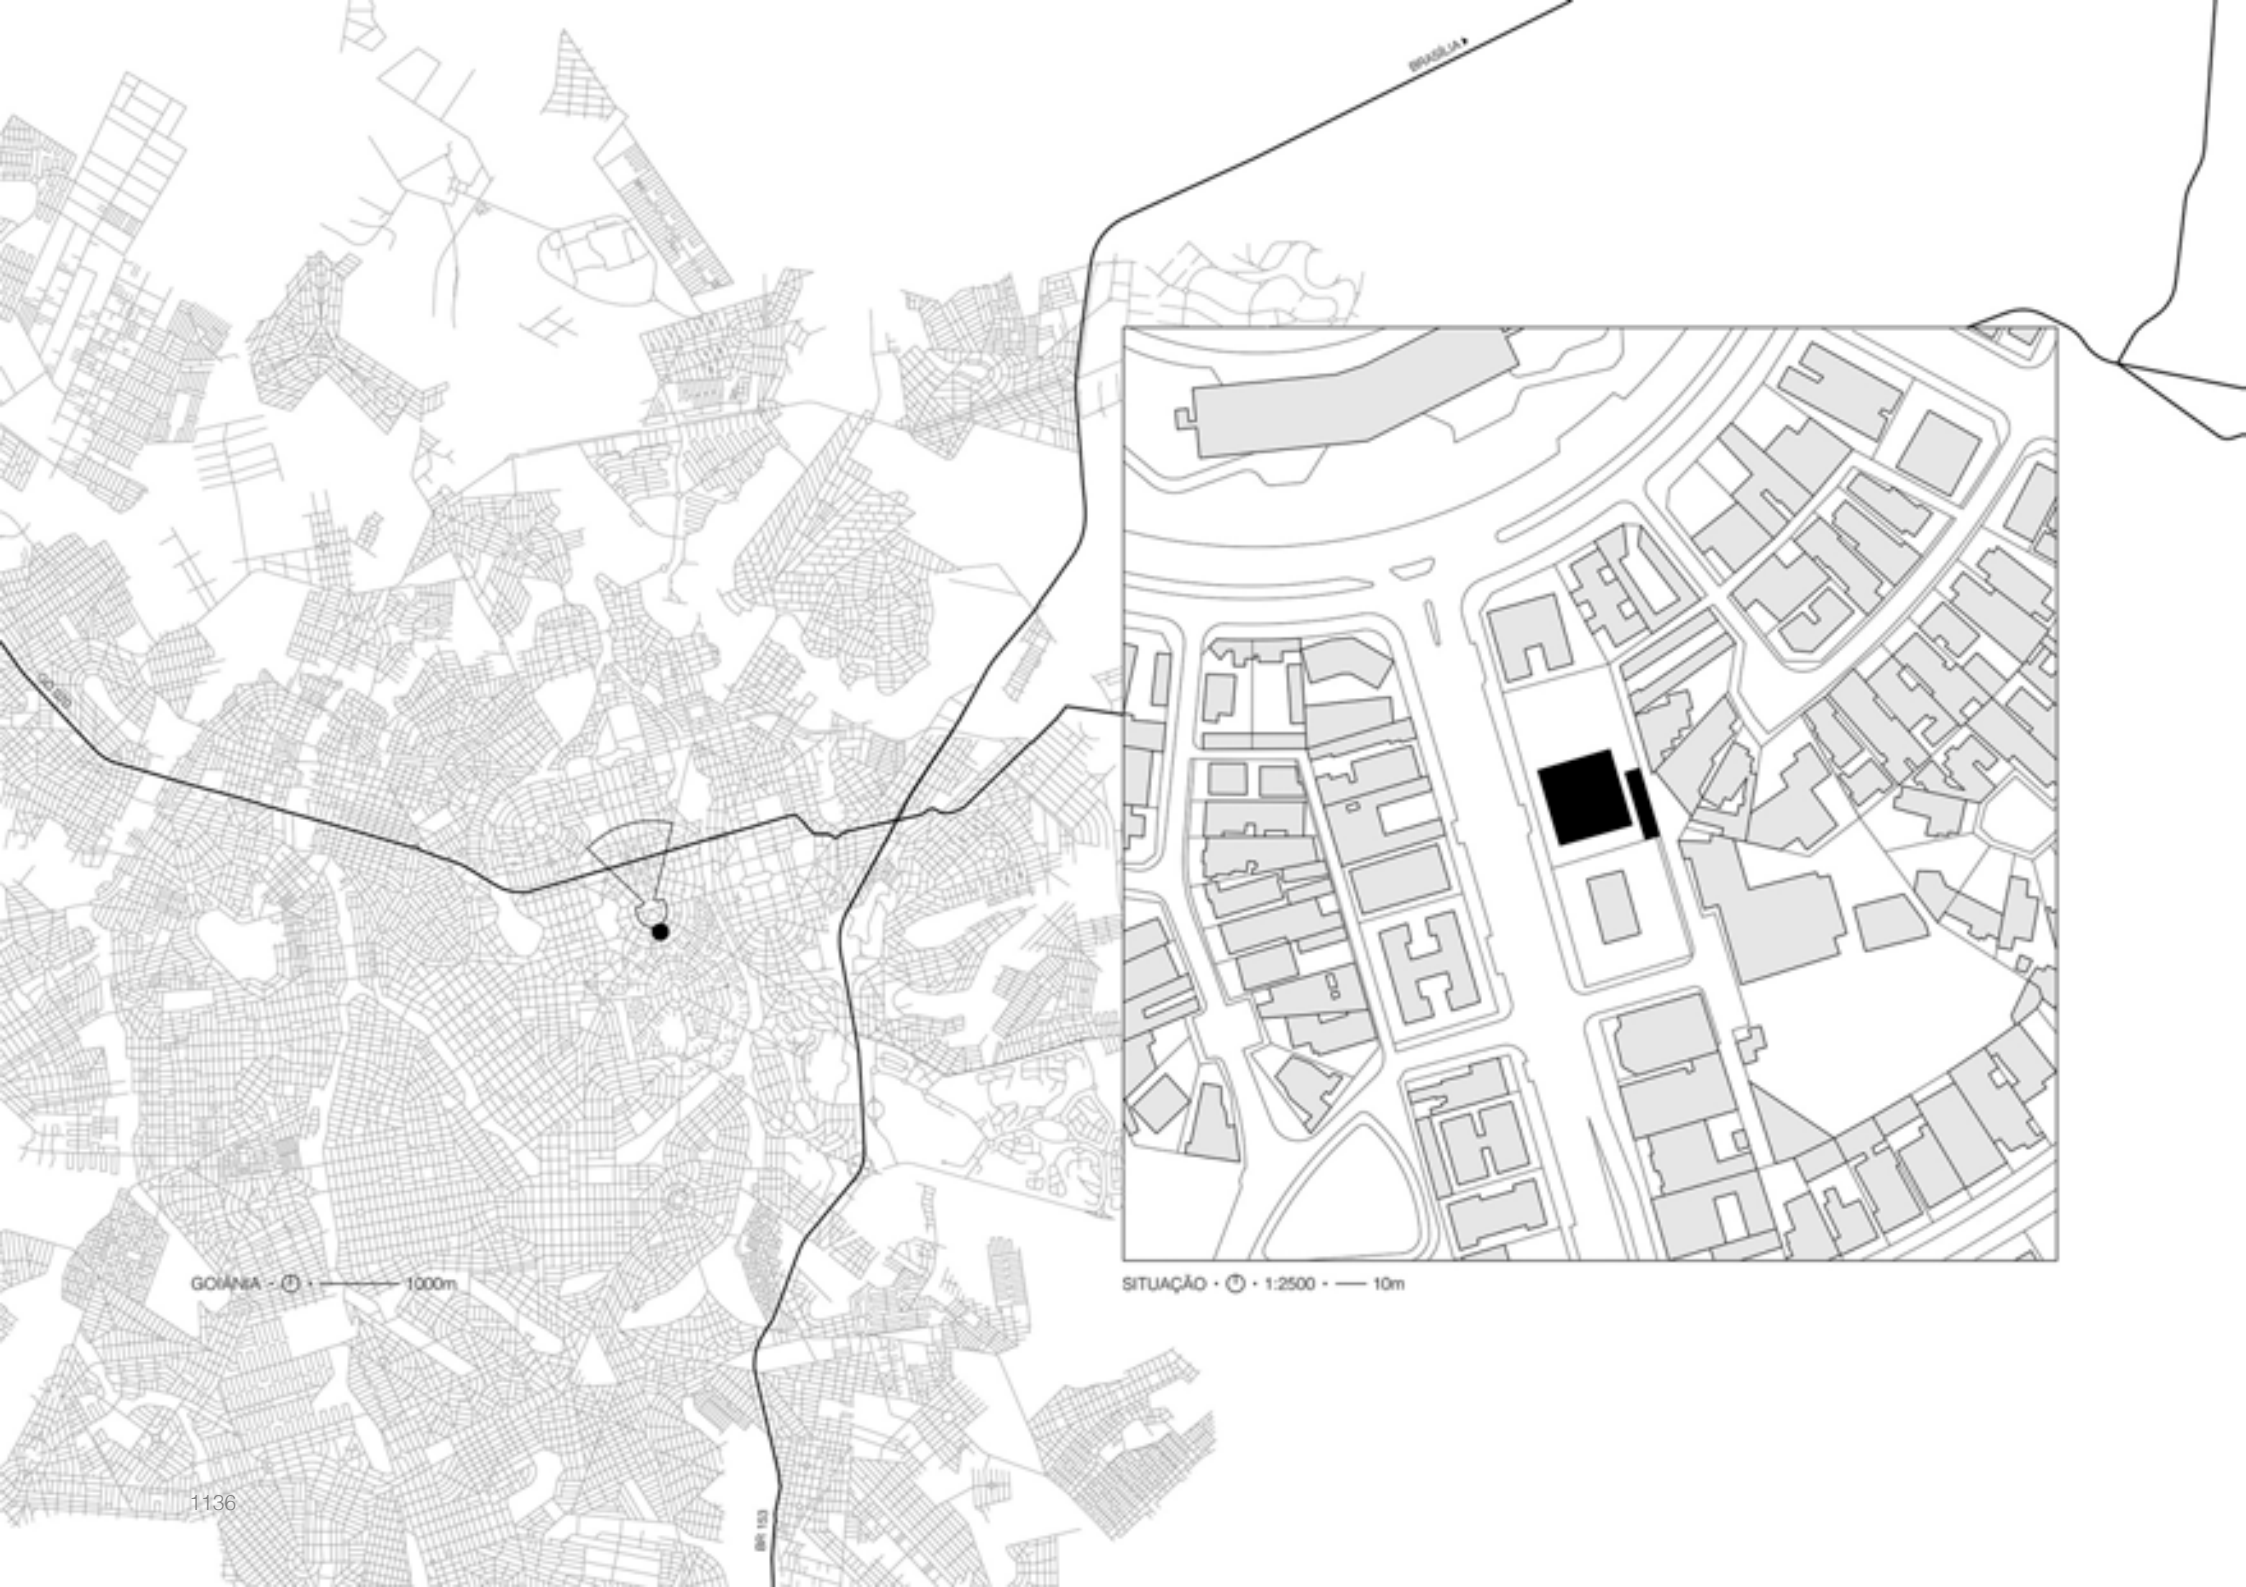 BRASÍLIA
GOIÂNIA · · 1000m
SITUAÇÃO · · 1:2500 · 10m
1136
BR 153